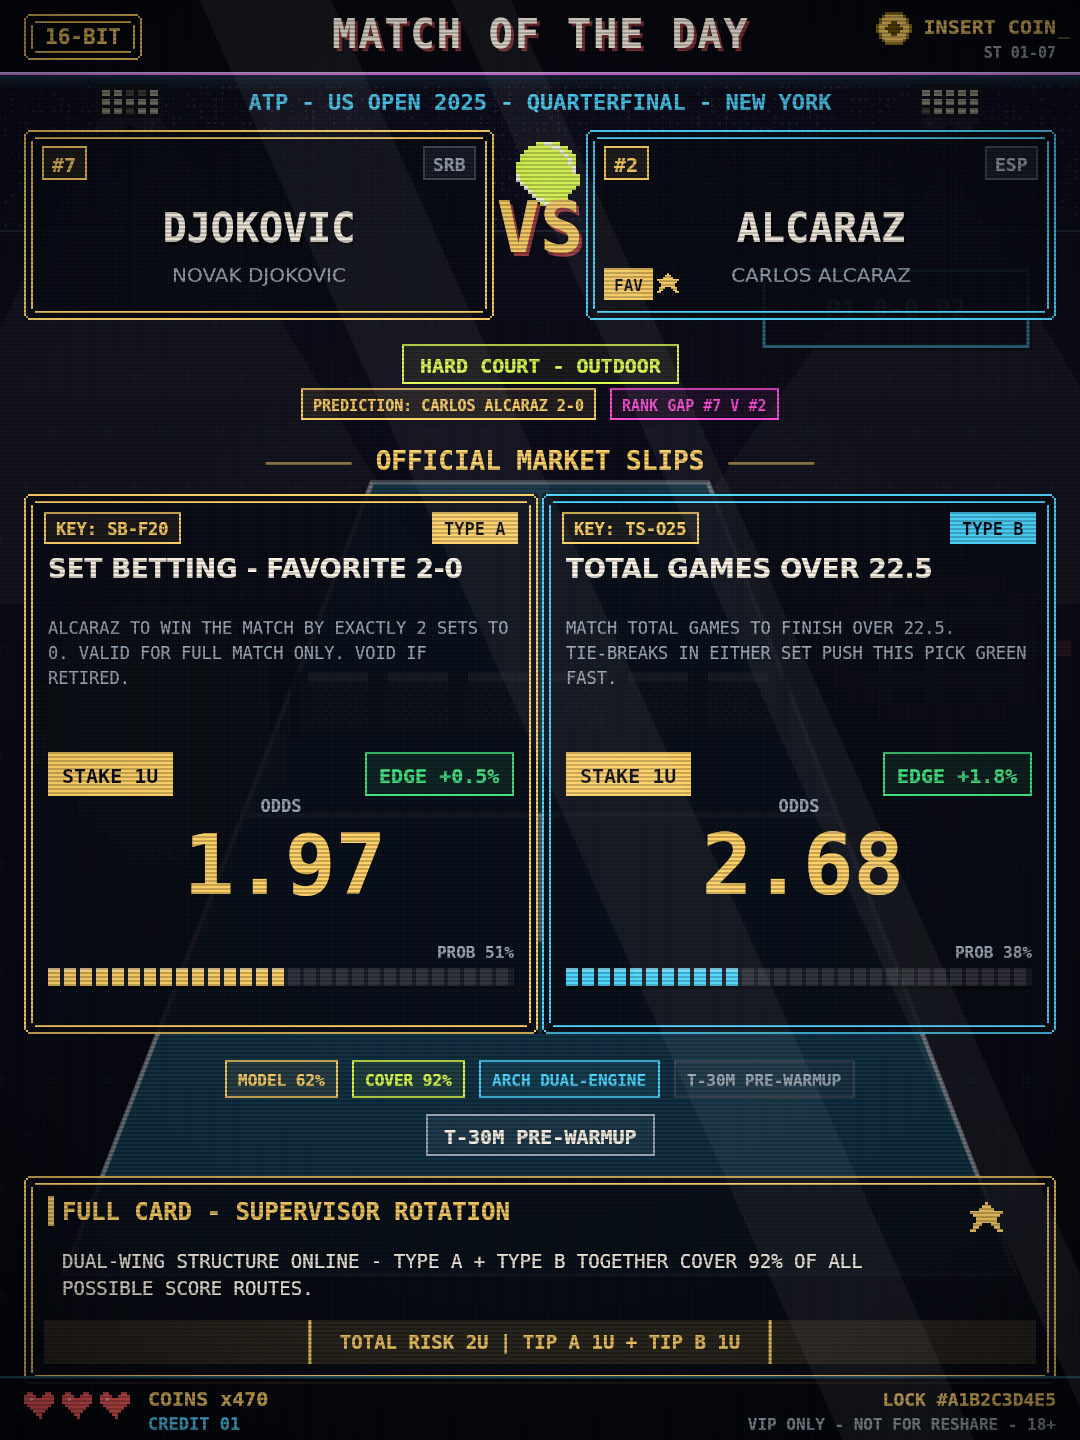 16-BIT
MATCH OF THE DAY
INSERT COIN_
ST 01-07
ATP - US OPEN 2025 - QUARTERFINAL - NEW YORK
#7
SRB
DJOKOVIC
NOVAK DJOKOVIC
VS
#2
ESP
ALCARAZ
CARLOS ALCARAZ
FAV
P1 0-0 P2
HARD COURT - OUTDOOR
PREDICTION: CARLOS ALCARAZ 2-0
RANK GAP #7 V #2
OFFICIAL MARKET SLIPS
KEY: SB-F20
TYPE A
SET BETTING - FAVORITE 2-0
ALCARAZ TO WIN THE MATCH BY EXACTLY 2 SETS TO
0. VALID FOR FULL MATCH ONLY. VOID IF
RETIRED.
STAKE 1U
EDGE +0.5%
ODDS
1.97
PROB 51%
KEY: TS-O25
TYPE B
TOTAL GAMES OVER 22.5
MATCH TOTAL GAMES TO FINISH OVER 22.5.
TIE-BREAKS IN EITHER SET PUSH THIS PICK GREEN
FAST.
STAKE 1U
EDGE +1.8%
ODDS
2.68
PROB 38%
MODEL 62%
COVER 92%
ARCH DUAL-ENGINE
T-30M PRE-WARMUP
T-30M PRE-WARMUP
FULL CARD - SUPERVISOR ROTATION
DUAL-WING STRUCTURE ONLINE - TYPE A + TYPE B TOGETHER COVER 92% OF ALL
POSSIBLE SCORE ROUTES.
TOTAL RISK 2U | TIP A 1U + TIP B 1U
COINS x470
CREDIT 01
LOCK #A1B2C3D4E5
VIP ONLY - NOT FOR RESHARE - 18+